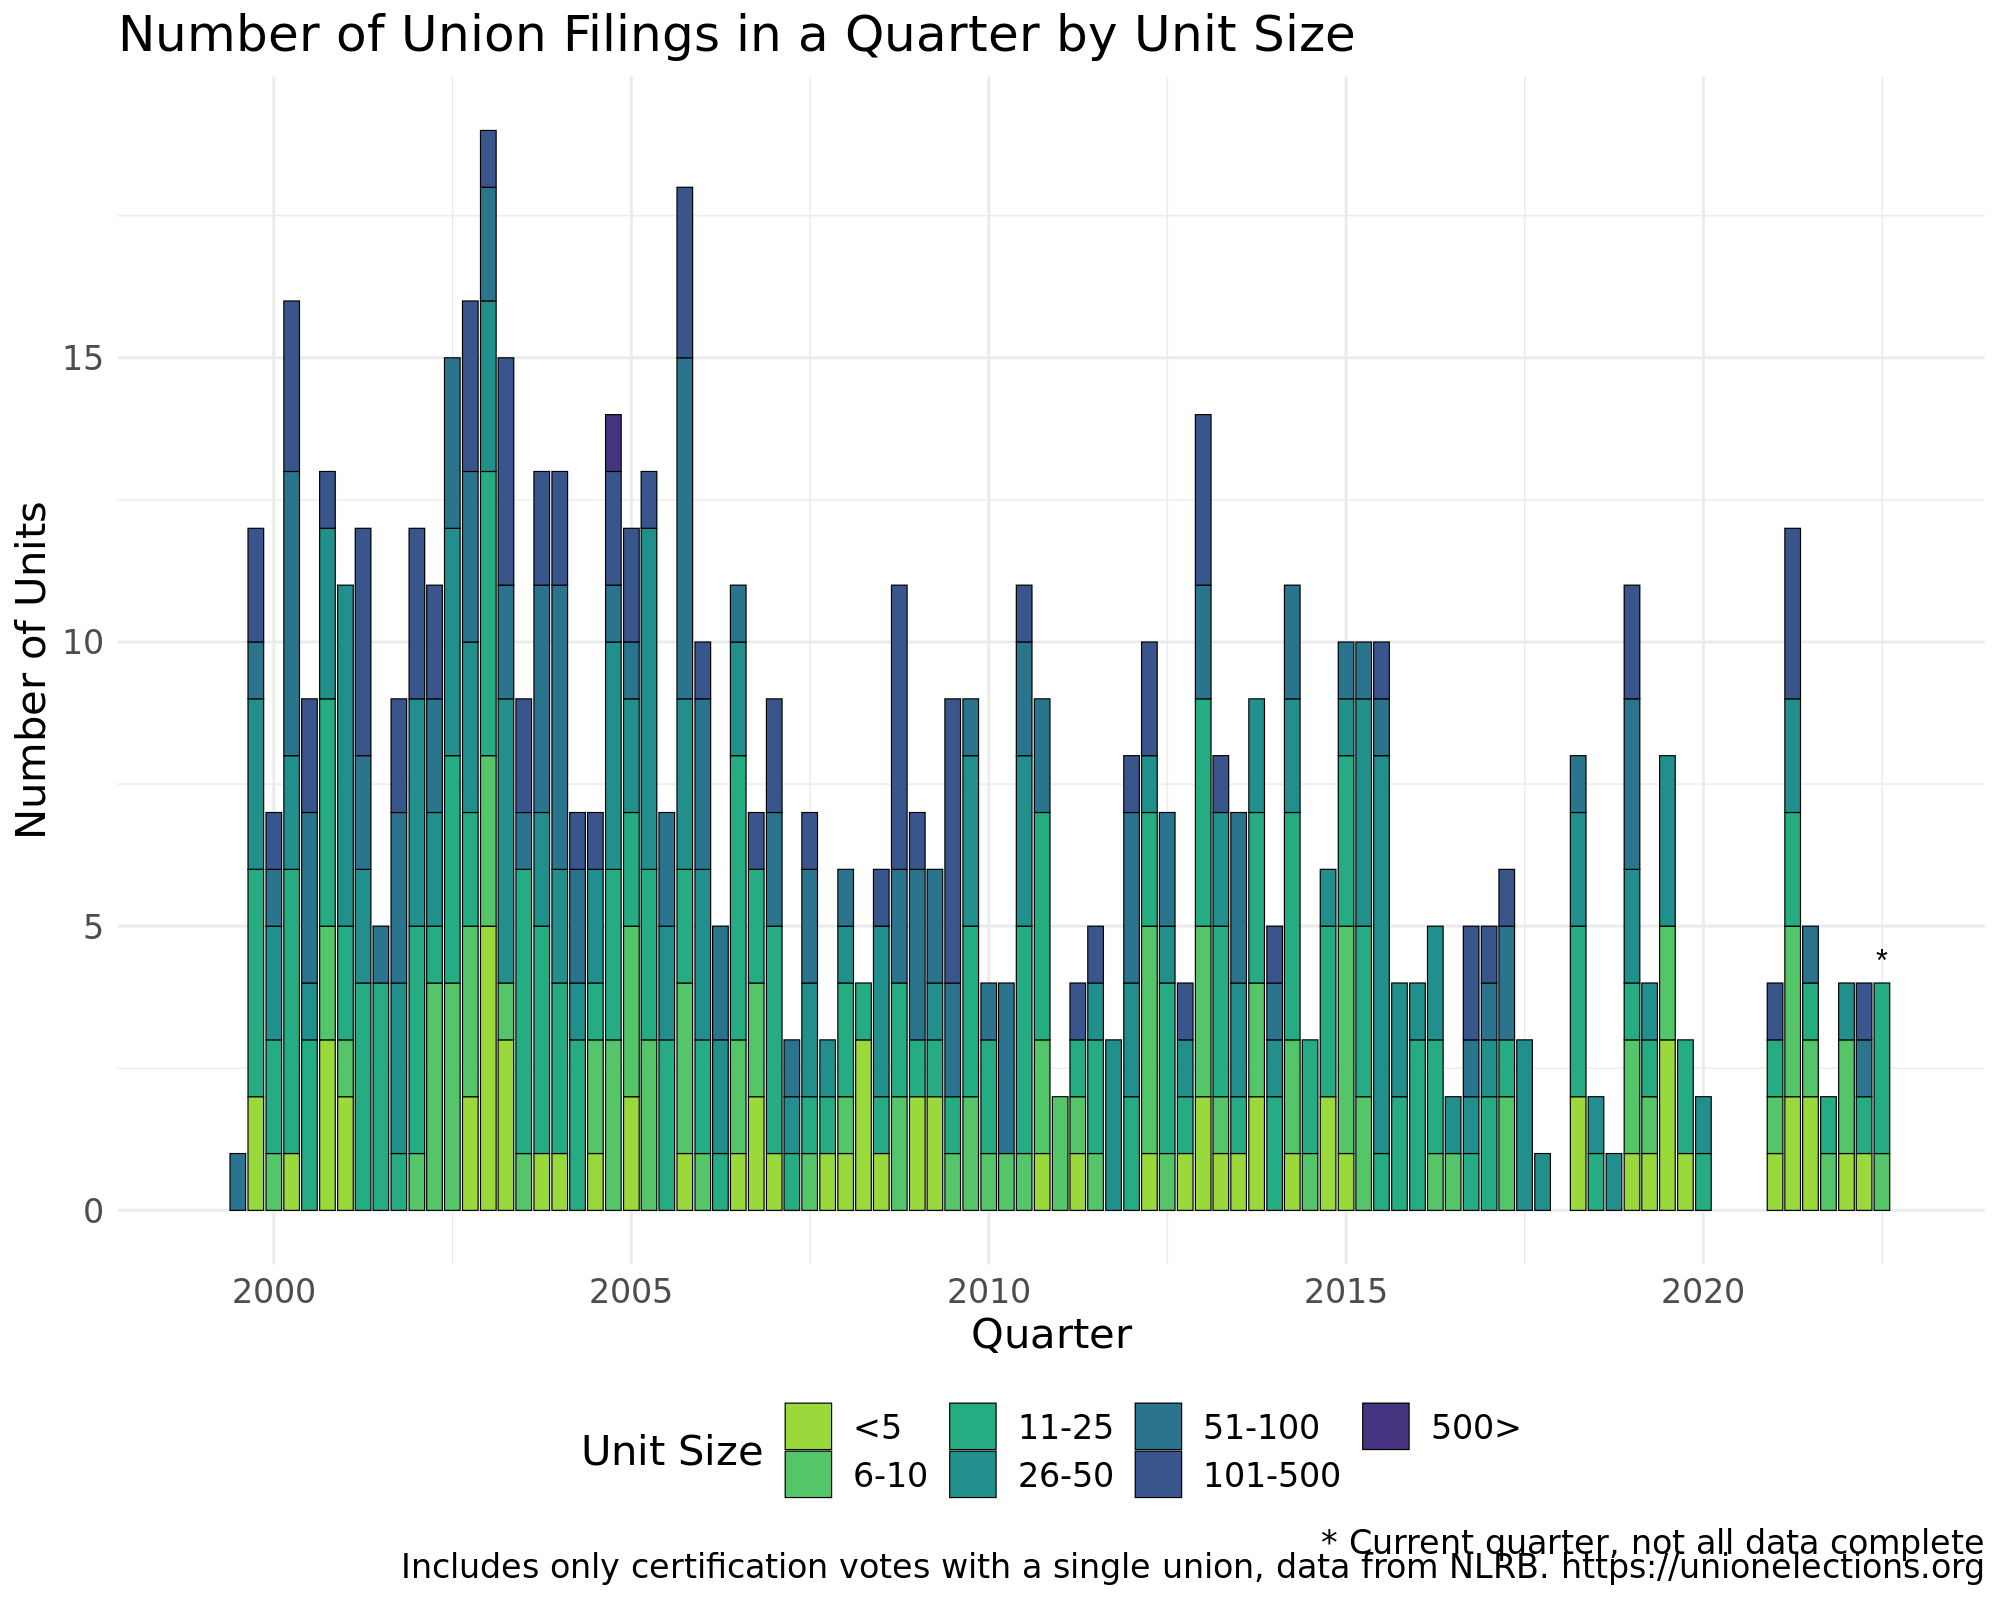 Number of Union Filings in a Quarter by Unit Size
Number of Units
15
10
5
0
*
2000 2005 2010 2015 2020
Quarter
Unit Size
<5 11-25 51-100 500>
6-10 26-50 101-500
* Current quarter, not all data complete
Includes only certification votes with a single union, data from NLRB. https://unionelections.org